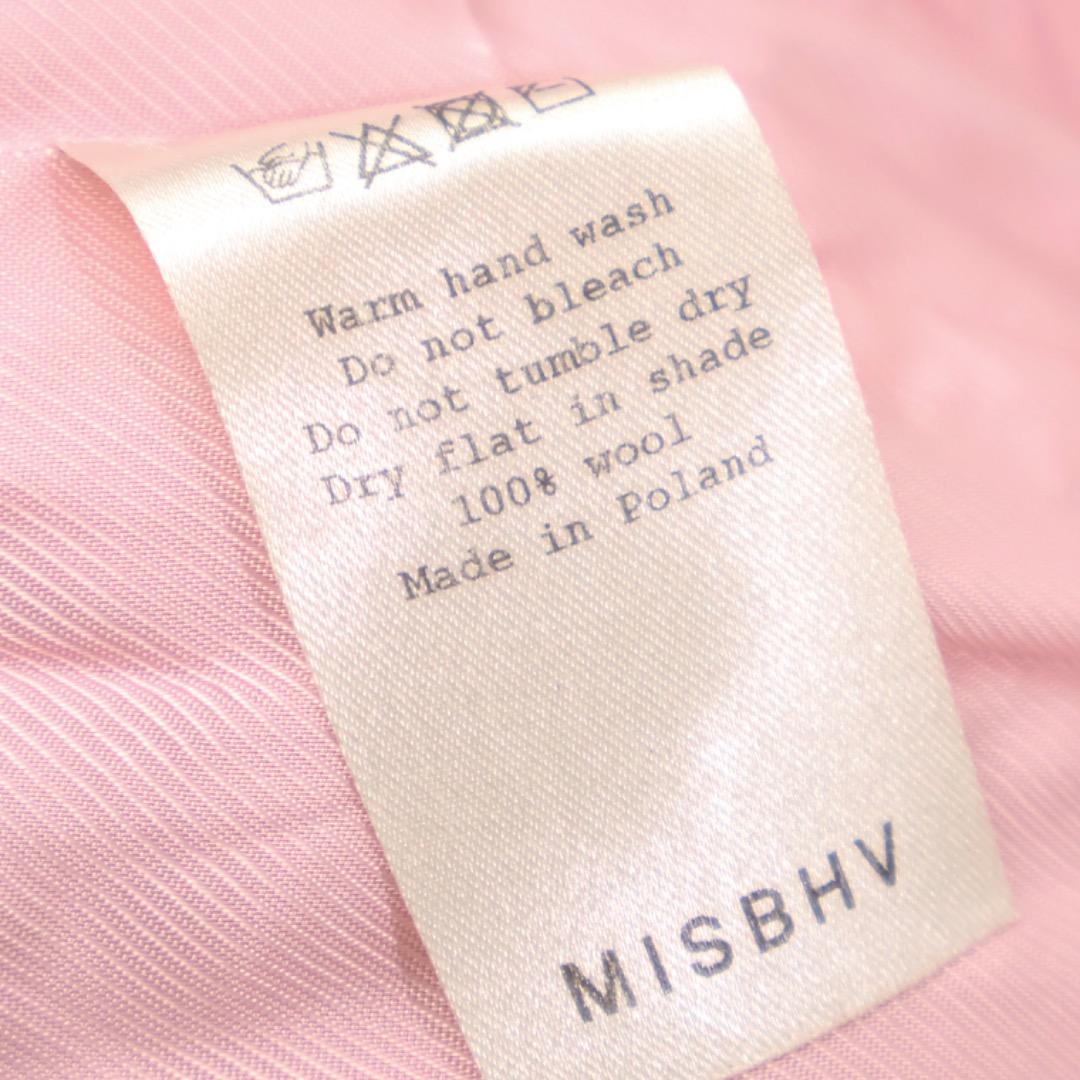 Warm hand wash
Do not bleach
Do not tumble dry
Dry flat in shade
100% wool
Made in Poland
MISBHV